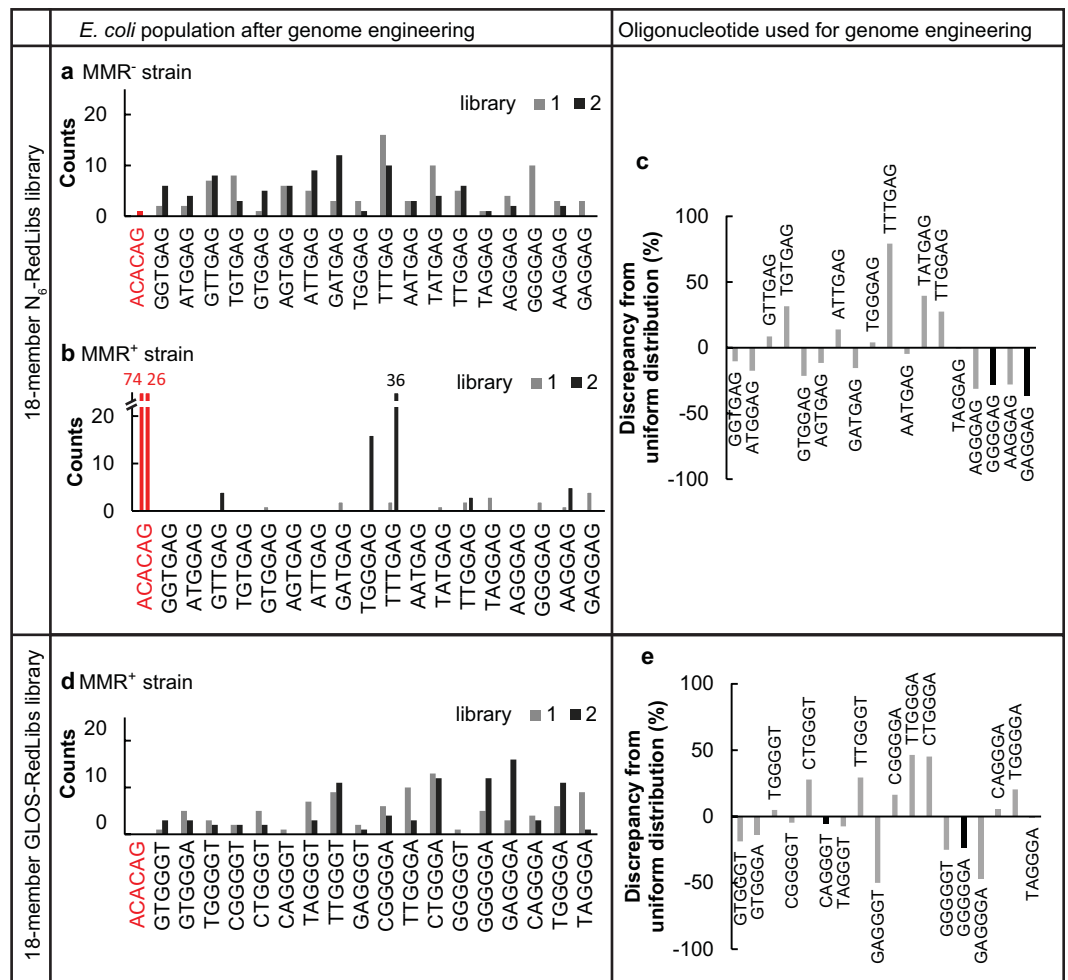 E. coli population after genome engineering
Oligonucleotide used for genome engineering
18-member N6-RedLibs library
a MMR- strain
library 1 2
Counts
20
10
0
ACACAG
GGTGAG
ATGGAG
GTTGAG
TGTGAG
GTGGAG
AGTGAG
ATTGAG
GATGAG
TGGGAG
TTTGAG
AATGAG
TATGAG
TTGGAG
TAGGAG
AGGGAG
GGGGAG
AAGGAG
GAGGAG
b MMR+ strain
library 1 2
74 26
36
Counts
20
10
0
ACACAG
GGTGAG
ATGGAG
GTTGAG
TGTGAG
GTGGAG
AGTGAG
ATTGAG
GATGAG
TGGGAG
TTTGAG
AATGAG
TATGAG
TTGGAG
TAGGAG
AGGGAG
GGGGAG
AAGGAG
GAGGAG
c
Discrepancy from
uniform distribution (%)
100
50
0
-50
-100
GGTGAG
ATGGAG
GTTGAG
TGTGAG
GTGGAG
AGTGAG
ATTGAG
GATGAG
TGGGAG
TTTGAG
AATGAG
TATGAG
TTGGAG
TAGGAG
AGGGAG
GGGGAG
AAGGAG
GAGGAG
18-member GLOS-RedLibs library
d MMR+ strain
library 1 2
Counts
20
10
0
ACACAG
GTGGGT
GTGGGA
TGGGGT
CGGGGT
CTGGGT
CAGGGT
TAGGGT
TTGGGT
GAGGGT
CGGGGA
TTGGGA
CTGGGA
GGGGGT
GGGGGA
GAGGGA
CAGGGA
TGGGGA
TAGGGA
e
Discrepancy from
uniform distribution (%)
100
50
0
-50
-100
GTGGGT
GTGGGA
TGGGGT
CGGGGT
CTGGGT
CAGGGT
TAGGGT
TTGGGT
GAGGGT
CGGGGA
TTGGGA
CTGGGA
GGGGGT
GGGGGA
GAGGGA
CAGGGA
TGGGGA
TAGGGA